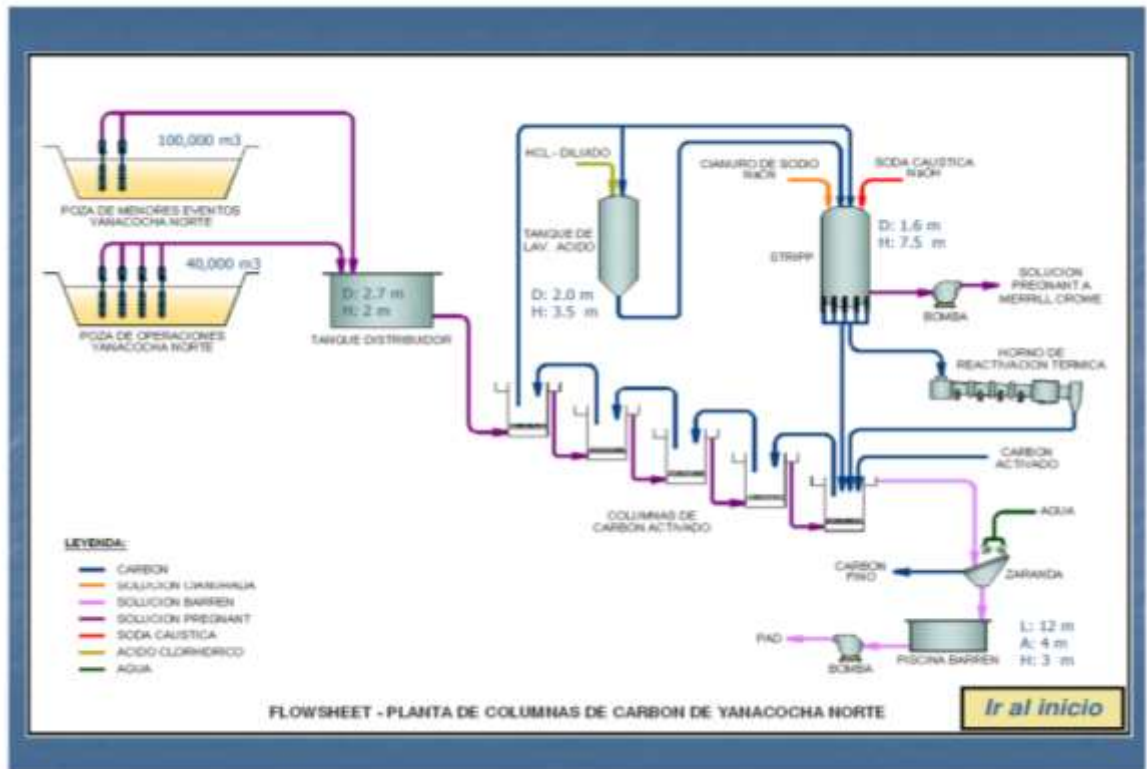 100,000 m3
POZA DE MENORES EVENTOS
YANACOCHA NORTE
40,000 m3
POZA DE OPERACIONES
YANACOCHA NORTE
D: 2.7 m
H: 2 m
TANQUE DISTRIBUIDOR
HCL - DILUIDO
TANQUE DE
LAV. ACIDO
D: 2.0 m
H: 3.5 m
CIANURO DE SODIO
SODA CAUSTICA
NaOH
STRIPP
D: 1.6 m
H: 7.5 m
SOLUCION
PREGNANT A
MERRILL CROWE
BOMBA
HORNO DE
REACTIVACION TERMICA
CARBON
ACTIVADO
COLUMNAS DE
CARBON ACTIVADO
AGUA
CARBON
FINO
ZARANDA
PAD
BOMBA
PISCINA BARREN
L: 12 m
A: 4 m
H: 3 m
LEYENDA:
CARBON
SOLUCION CIANURADA
SOLUCION BARREN
SOLUCION PREGNANT
SODA CAUSTICA
ACIDO CLORHIDRICO
AGUA
FLOWSHEET - PLANTA DE COLUMNAS DE CARBON DE YANACOCHA NORTE
Ir al inicio